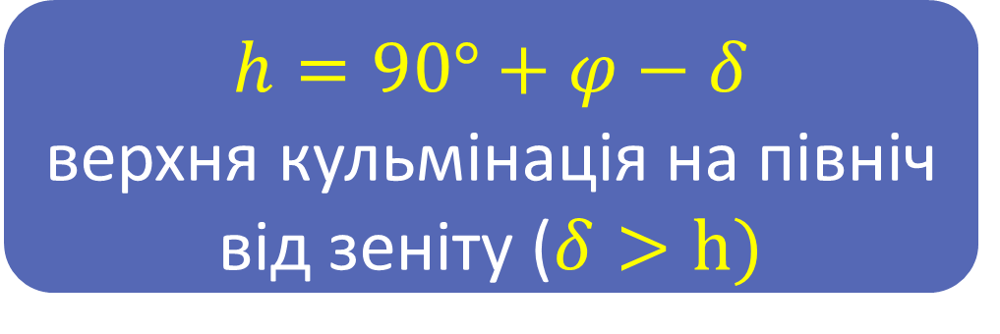 h = 90° + φ − δ
верхня кульмінація на північ
від зеніту (δ > h)